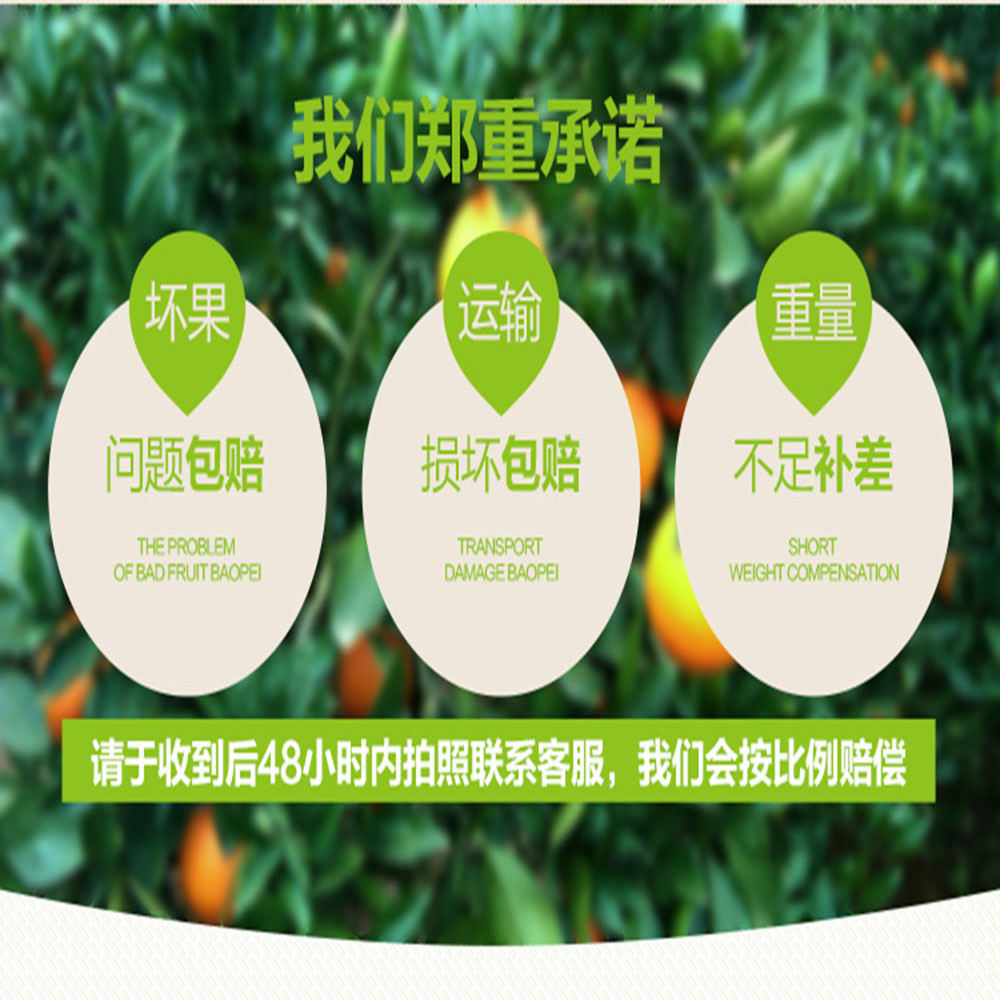 我们郑重承诺
坏果
问题包赔
THE PROBLEM
OF BAD FRUIT BAOPEI
运输
损坏包赔
TRANSPORT
DAMAGE BAOPEI
重量
不足补差
SHORT
WEIGHT COMPENSATION
请于收到后48小时内拍照联系客服，我们会按比例赔偿